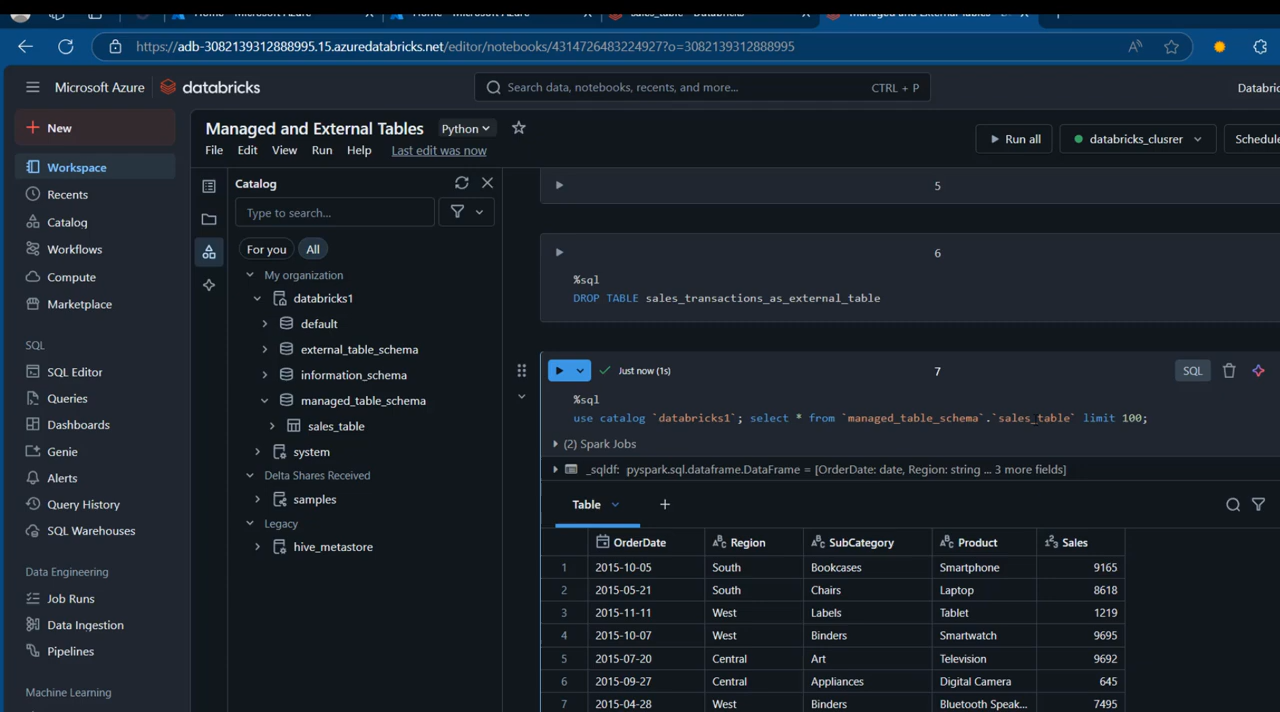 Home - Microsoft Azure
Home - Microsoft Azure
sales_table - Databricks
Managed and External Tables - D
https://adb-3082139312888995.15.azuredatabricks.net/editor/notebooks/4314726483224927?o=3082139312888995
Microsoft Azure databricks
Search data, notebooks, recents, and more... CTRL + P
Databric
New
Workspace
Recents
Catalog
Workflows
Compute
Marketplace
SQL
SQL Editor
Queries
Dashboards
Genie
Alerts
Query History
SQL Warehouses
Data Engineering
Job Runs
Data Ingestion
Pipelines
Machine Learning
Managed and External Tables Python
File Edit View Run Help Last edit was now
Run all databricks_clusrer Schedule
Catalog
Type to search...
For you All
My organization
databricks1
default
external_table_schema
information_schema
managed_table_schema
sales_table
system
Delta Shares Received
samples
Legacy
hive_metastore
5
6
%sql
DROP TABLE sales_transactions_as_external_table
Just now (1s) 7 SQL
%sql
use catalog `databricks1`; select * from `managed_table_schema`.`sales_table` limit 100;
(2) Spark Jobs
_sqldf: pyspark.sql.dataframe.DataFrame = [OrderDate: date, Region: string ... 3 more fields]
Table +
OrderDate Region SubCategory Product Sales
1 2015-10-05 South Bookcases Smartphone 9165
2 2015-05-21 South Chairs Laptop 8618
3 2015-11-11 West Labels Tablet 1219
4 2015-10-07 West Binders Smartwatch 9695
5 2015-07-20 Central Art Television 9692
6 2015-09-27 Central Appliances Digital Camera 645
7 2015-04-28 West Binders Bluetooth Speak... 7495